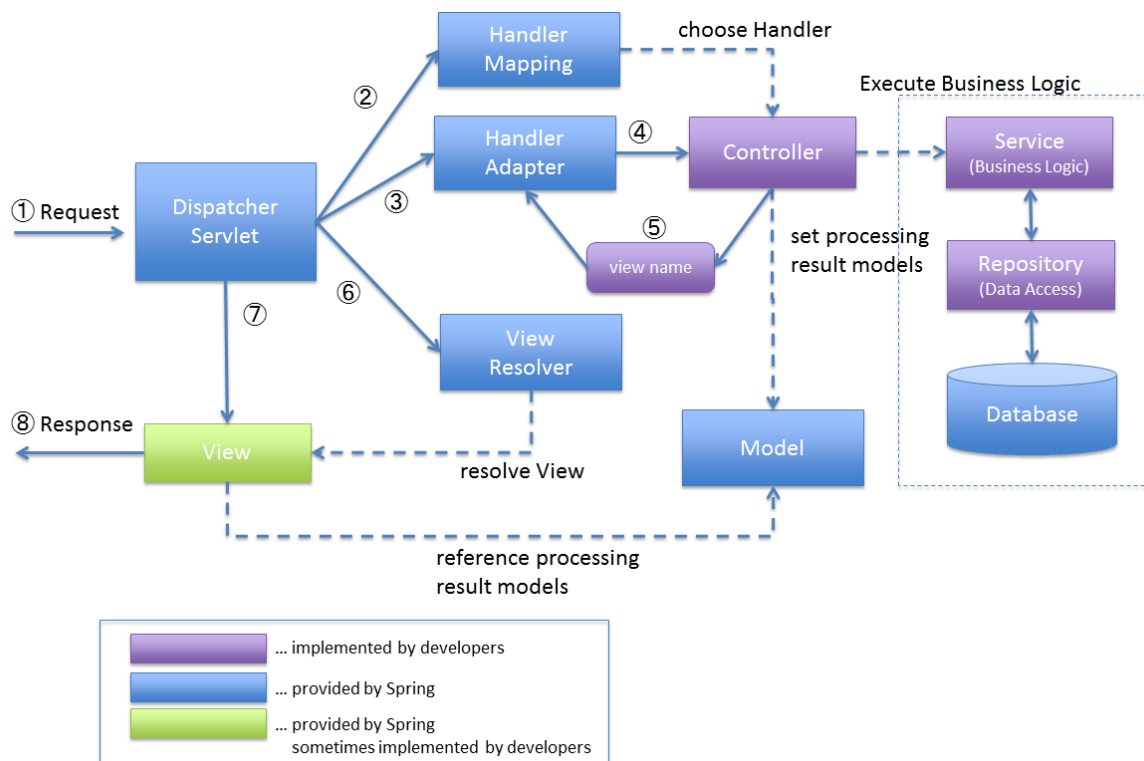 Handler
Mapping
choose Handler
②
Execute Business Logic
Handler
Adapter
④
Controller
Service
(Business Logic)
① Request
Dispatcher
Servlet
③
⑤
view name
set processing
result models
Repository
(Data Access)
⑥
⑦
View
Resolver
Database
⑧ Response
View
resolve View
Model
reference processing
result models
... implemented by developers
... provided by Spring
... provided by Spring
sometimes implemented by developers